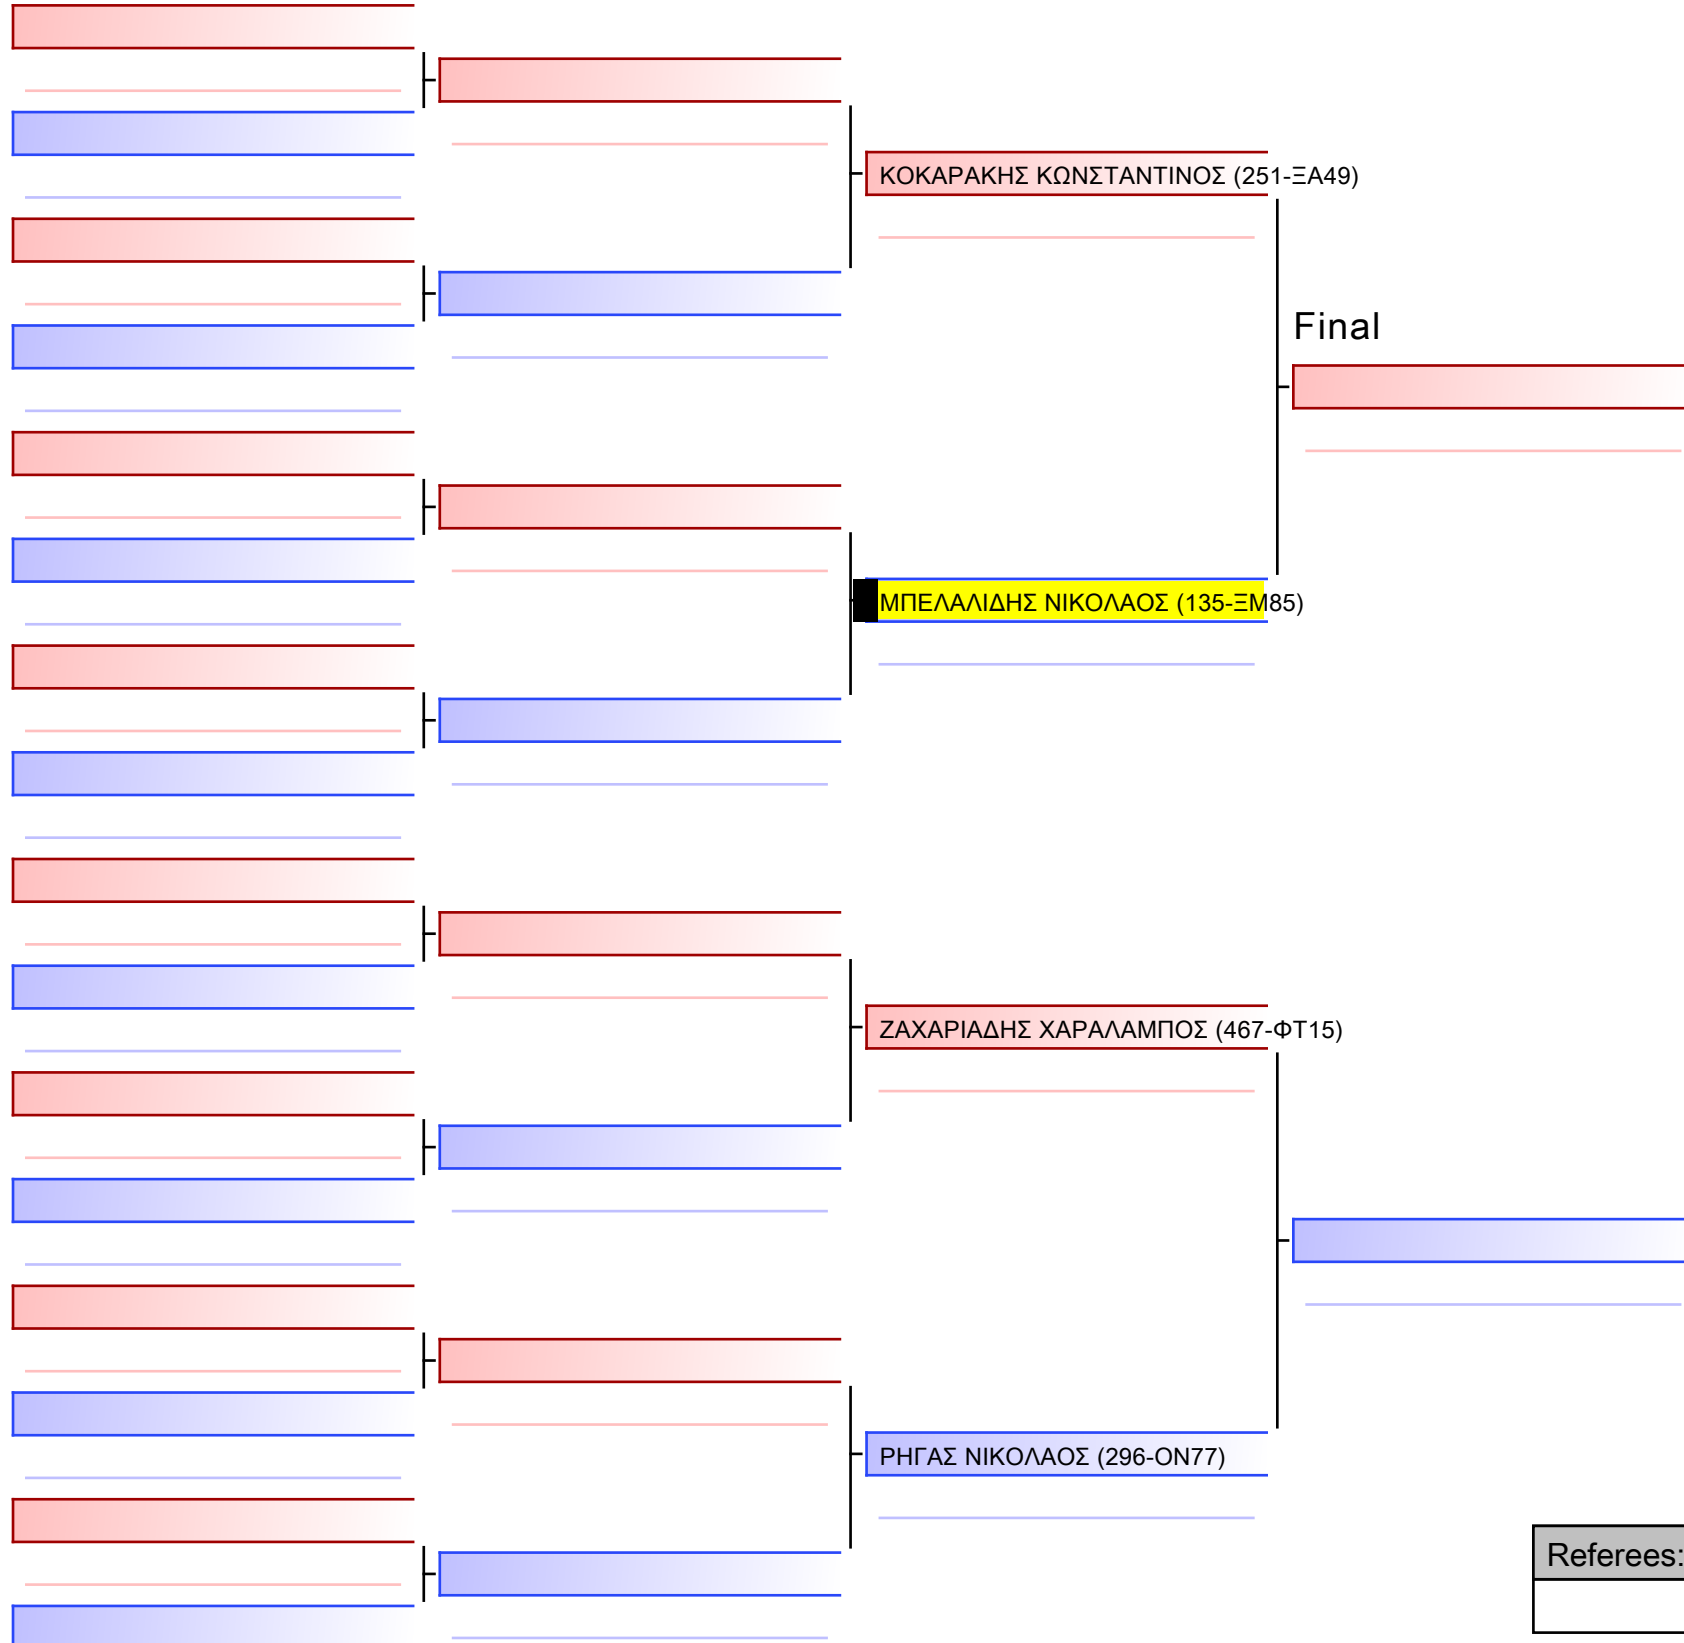 ΚΟΚΑΡΑΚΗΣ ΚΩΝΣΤΑΝΤΙΝΟΣ (251-ΞΑ49)
Final
ΜΠΕΛΑΛΙΔΗΣ ΝΙΚΟΛΑΟΣ (135-ΞΜ85)
ΖΑΧΑΡΙΑΔΗΣ ΧΑΡΑΛΑΜΠΟΣ (467-ΦΤ15)
ΡΗΓΑΣ ΝΙΚΟΛΑΟΣ (296-ΟΝ77)
Referees: